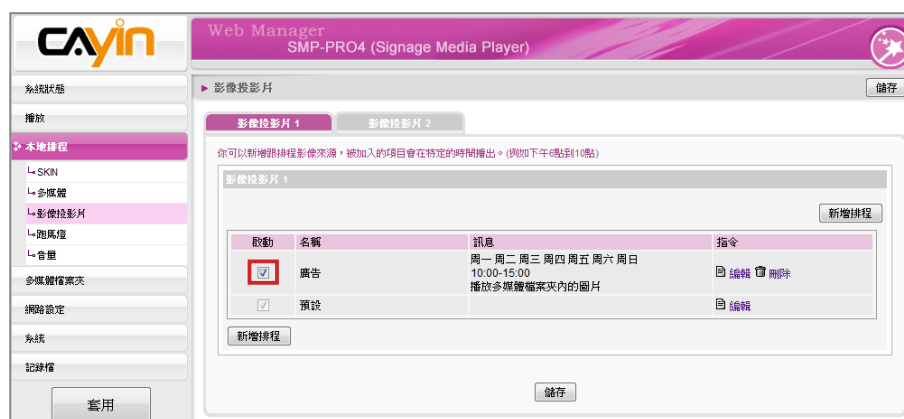 CAYIN
Web Manager
SMP-PRO4 (Signage Media Player)
系統狀態
播放
本地排程
SKIN
多媒體
影像投影片
跑馬燈
音量
多媒體檔案夾
網路設定
系統
記錄檔
套用
影像投影片
儲存
影像投影片 1
影像投影片 2
你可以新增跟排程影像來源，被加入的項目會在特定的時間播出。(例如下午6點到10點)
影像投影片 1
新增排程
啟動 名稱 訊息 指令
廣告
周一 周二 周三 周四 周五 周六 周日
10:00-15:00
播放多媒體檔案夾內的圖片
編輯 刪除
預設 編輯
新增排程
儲存